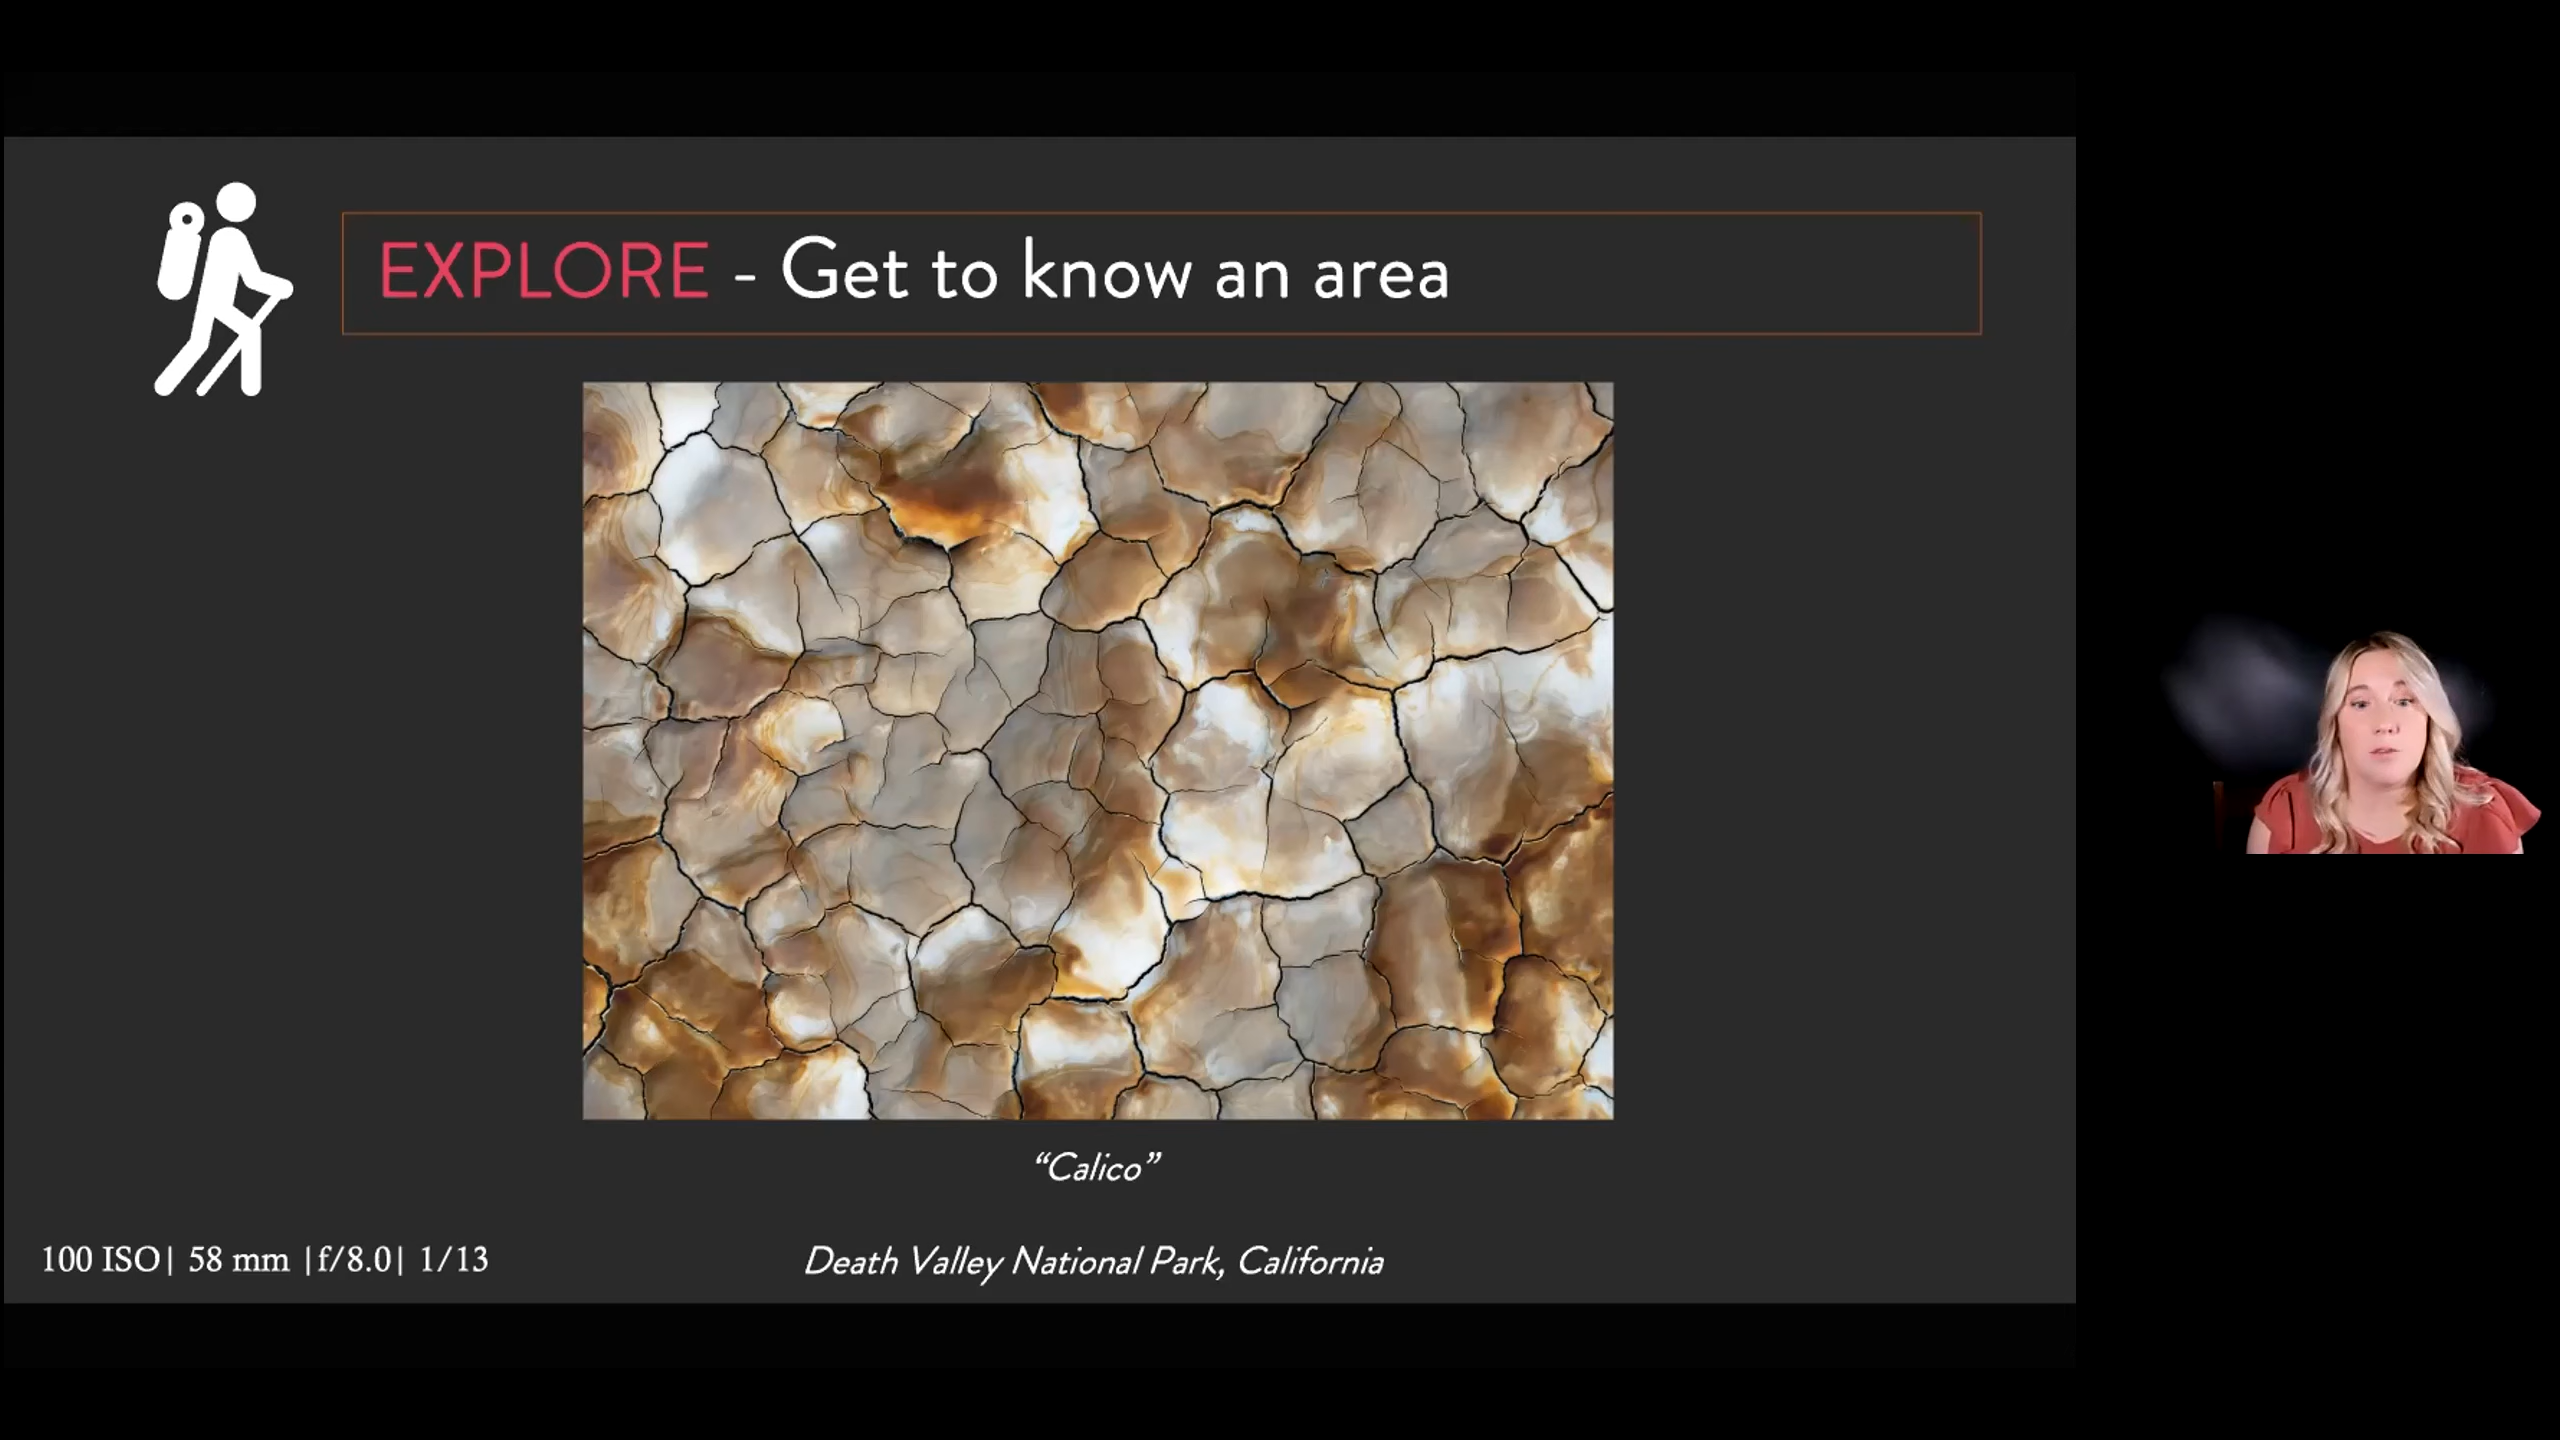 EXPLORE - Get to know an area
“Calico”
100 ISO| 58 mm |f/8.0| 1/13
Death Valley National Park, California